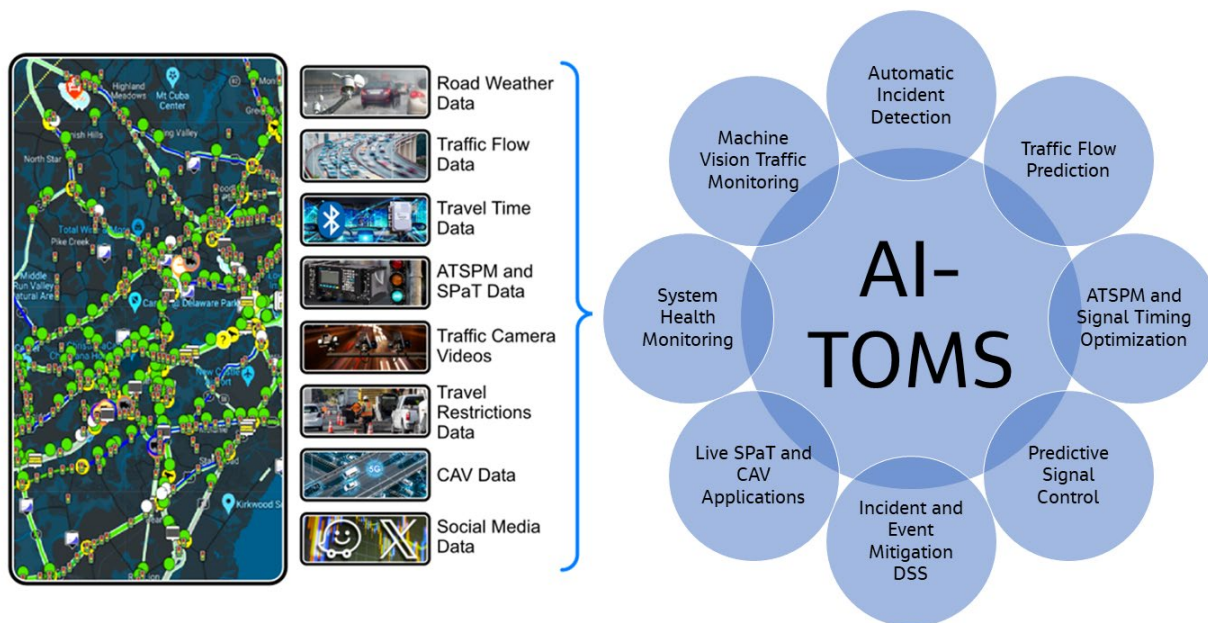 Highland
Meadows
Mt Cuba
Center
North Star
Pike Creek
Middle
Run Valley
Kirkwood
Road Weather
Data
Traffic Flow
Data
Travel Time
Data
ATSPM and
SPaT Data
Traffic Camera
Videos
Travel
Restrictions
Data
CAV Data
5G
Social Media
Data
AI-
TOMS
Automatic
Incident
Detection
Traffic Flow
Prediction
ATSPM and
Signal Timing
Optimization
Predictive
Signal
Control
Incident and
Event
Mitigation
DSS
Live SPaT and
CAV
Applications
System
Health
Monitoring
Machine
Vision Traffic
Monitoring